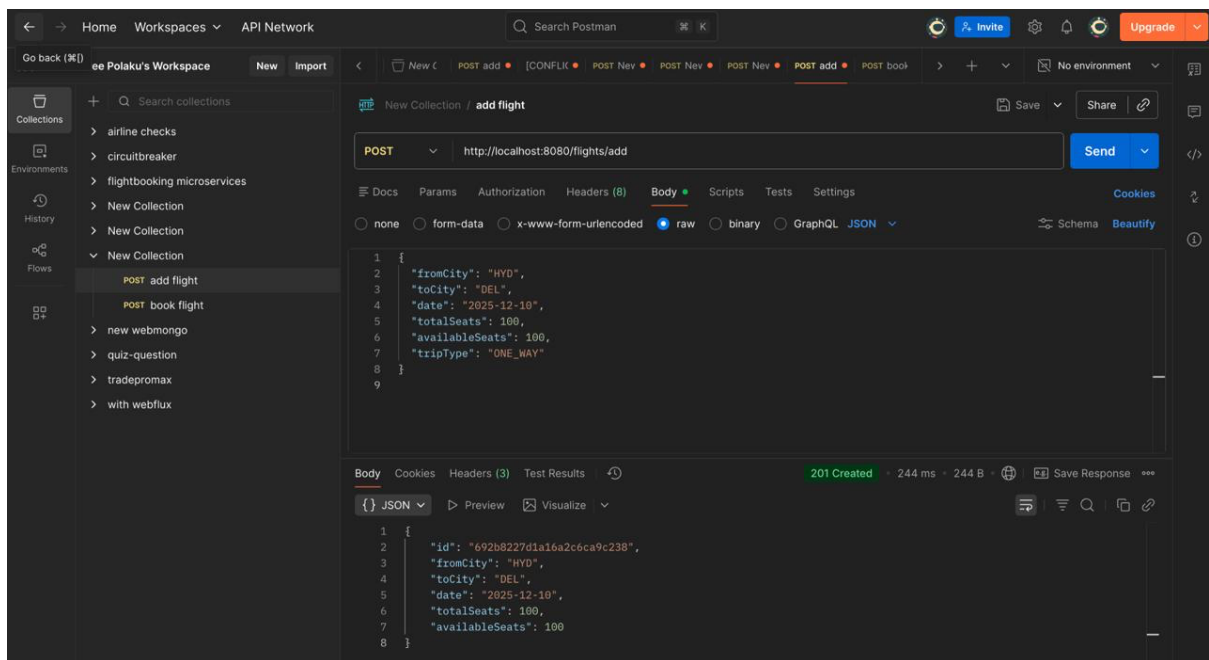 Home Workspaces API Network Search Postman ⌘ K Invite Upgrade
Go back (⌘[) ee Polaku's Workspace New Import New C POST add [CONFLIC POST Nev POST Nev POST Nev POST add POST book No environment
Collections Search collections New Collection / add flight Save Share
airline checks
Environments circuitbreaker POST http://localhost:8080/flights/add Send
flightbooking microservices
History New Collection Docs Params Authorization Headers (8) Body Scripts Tests Settings Cookies
New Collection none form-data x-www-form-urlencoded raw binary GraphQL JSON Schema Beautify
Flows New Collection
POST add flight
POST book flight
new webmongo
quiz-question
tradepromax
with webflux
1 {
2 "fromCity": "HYD",
3 "toCity": "DEL",
4 "date": "2025-12-10",
5 "totalSeats": 100,
6 "availableSeats": 100,
7 "tripType": "ONE_WAY"
8 }
9
Body Cookies Headers (3) Test Results 201 Created 244 ms 244 B Save Response
{} JSON Preview Visualize
1 {
2 "id": "692b8227d1a16a2c6ca9c238",
3 "fromCity": "HYD",
4 "toCity": "DEL",
5 "date": "2025-12-10",
6 "totalSeats": 100,
7 "availableSeats": 100
8 }